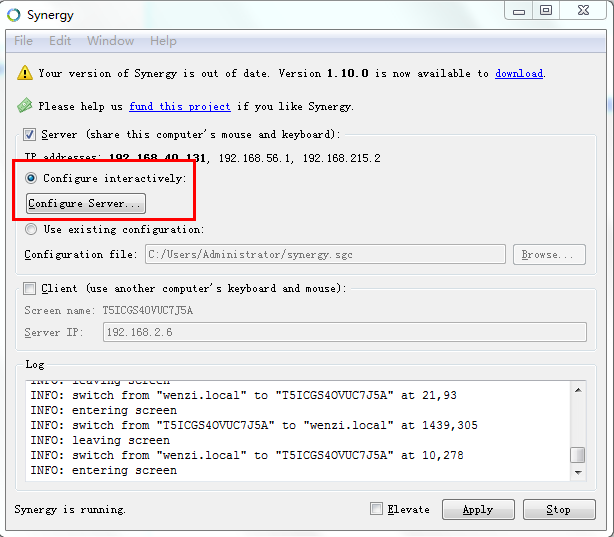 Synergy
File Edit Window Help
Your version of Synergy is out of date. Version 1.10.0 is now available to download.
Please help us fund this project if you like Synergy.
Server (share this computer's mouse and keyboard):
IP addresses: 192.168.40.131, 192.168.56.1, 192.168.215.2
Configure interactively:
Configure Server...
Use existing configuration:
Configuration file: C:/Users/Administrator/synergy.sgc Browse...
Client (use another computer's keyboard and mouse):
Screen name: T5ICGS4OVUC7J5A
Server IP: 192.168.2.6
Log
INFO: leaving screen
INFO: switch from "wenzi.local" to "T5ICGS4OVUC7J5A" at 21,93
INFO: entering screen
INFO: switch from "T5ICGS4OVUC7J5A" to "wenzi.local" at 1439,305
INFO: leaving screen
INFO: switch from "wenzi.local" to "T5ICGS4OVUC7J5A" at 10,278
INFO: entering screen
Synergy is running. Elevate Apply Stop